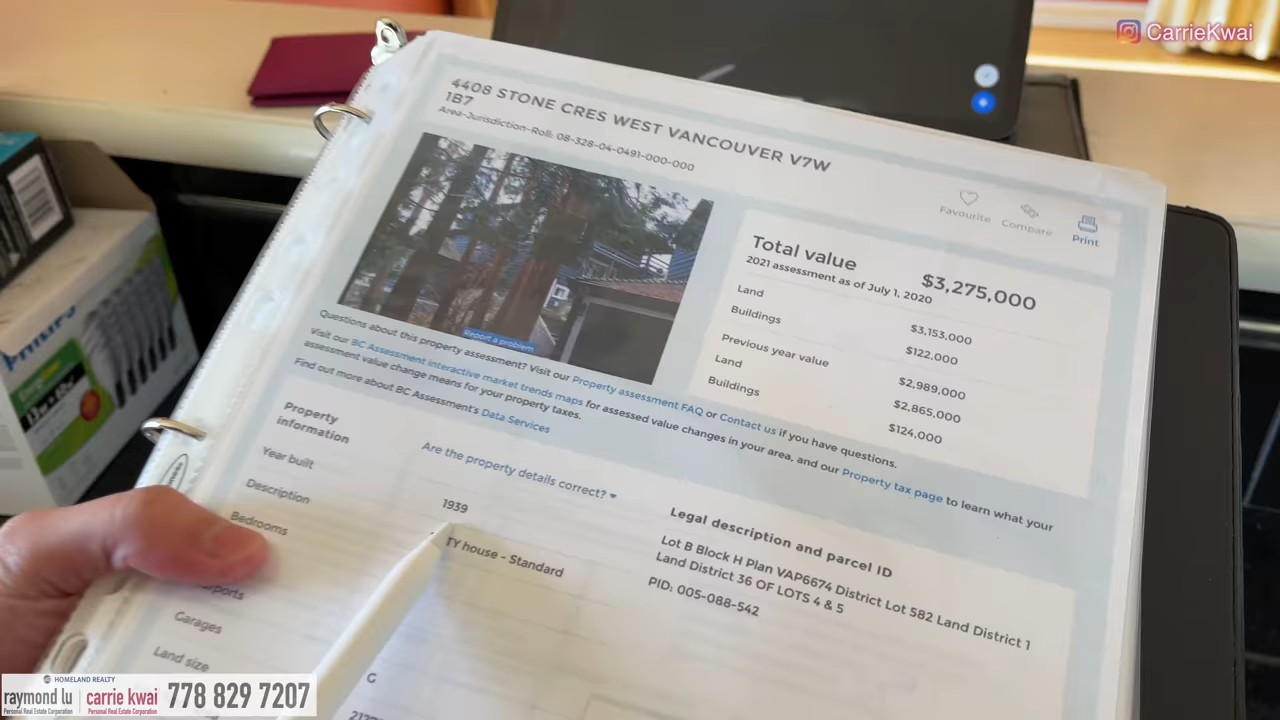 CarrieKwai
4408 STONE CRES WEST VANCOUVER V7W
1B7
Area-Jurisdiction-Roll: 08-328-04-0491-000-000
Favourite
Compare
Print
Total value
$3,275,000
2021 assessment as of July 1, 2020
Land
$3,153,000
Buildings
$122,000
Previous year value
$2,989,000
Land
$2,865,000
Buildings
$124,000
Report a problem
Questions about this property assessment? Visit our Property assessment FAQ or Contact us if you have questions.
Visit our BC Assessment interactive market trends maps for assessed value changes in your area, and our Property tax page to learn what your
assessment value change means for your property taxes.
Find out more about BC Assessment's Data Services
Property
information
Are the property details correct?
Year built
1939
Description
TY house - Standard
Bedrooms
Garages
Land size
G
Legal description and parcel ID
Lot B Block H Plan VAP6674 District Lot 582 Land District 1
Land District 36 OF LOTS 4 & 5
PID: 005-088-542
PHILIPS
HOMELAND REALTY
raymond lu
Personal Real Estate Corporation
carrie kwai
Personal Real Estate Corporation
778 829 7207